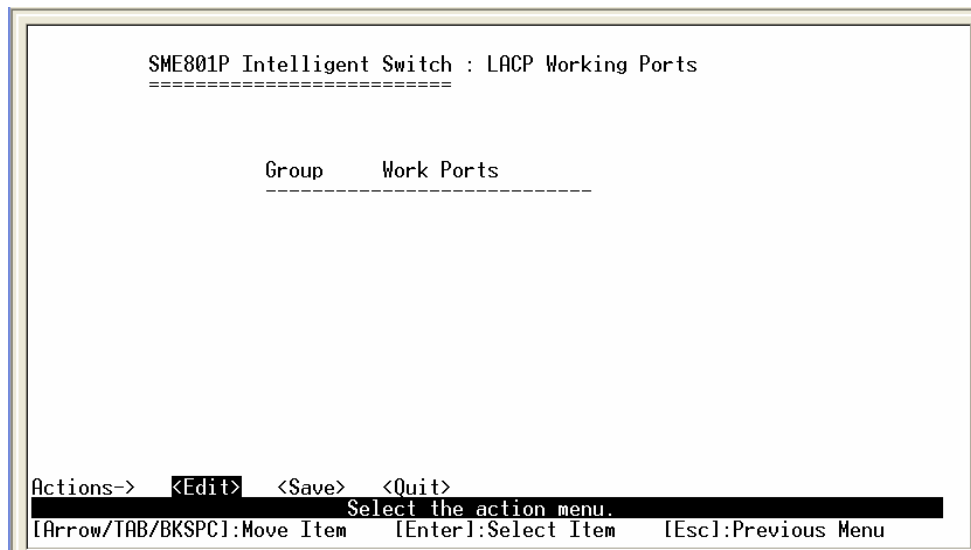 SME801P Intelligent Switch : LACP Working Ports
==========================
Group Work Ports
----------------------------
Actions-> <Edit> <Save> <Quit>
Select the action menu.
[Arrow/TAB/BKSPC]:Move Item [Enter]:Select Item [Esc]:Previous Menu